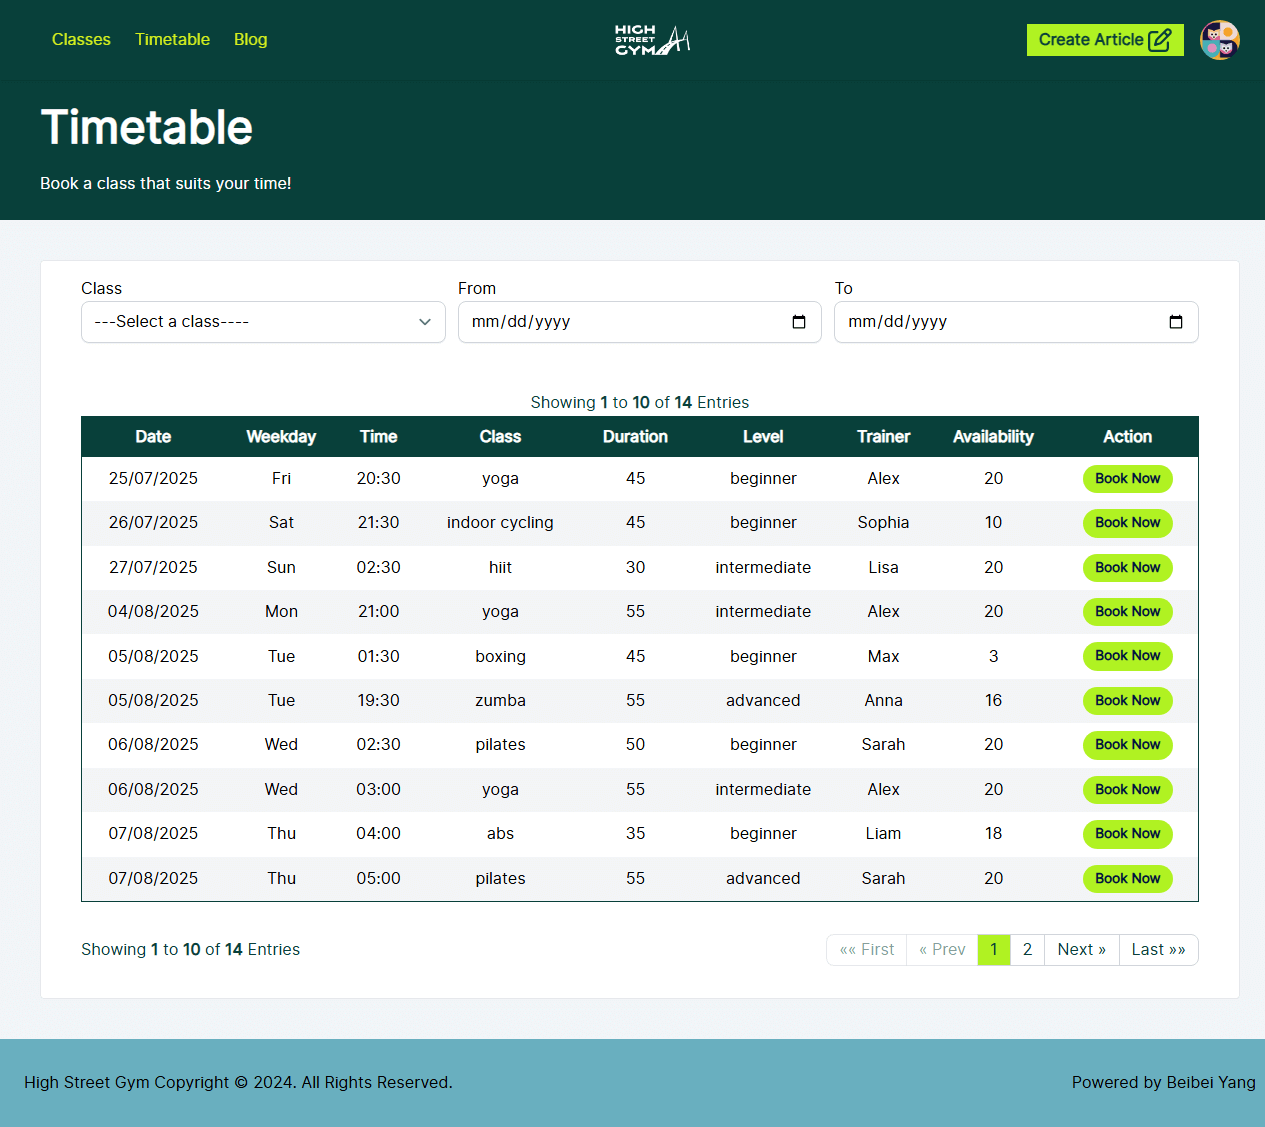 Classes Timetable Blog HIGH STREET GYM Create Article
Timetable
Book a class that suits your time!
Class From To
---Select a class---- mm/dd/yyyy mm/dd/yyyy
Showing 1 to 10 of 14 Entries
Date Weekday Time Class Duration Level Trainer Availability Action
25/07/2025 Fri 20:30 yoga 45 beginner Alex 20 Book Now
26/07/2025 Sat 21:30 indoor cycling 45 beginner Sophia 10 Book Now
27/07/2025 Sun 02:30 hiit 30 intermediate Lisa 20 Book Now
04/08/2025 Mon 21:00 yoga 55 intermediate Alex 20 Book Now
05/08/2025 Tue 01:30 boxing 45 beginner Max 3 Book Now
05/08/2025 Tue 19:30 zumba 55 advanced Anna 16 Book Now
06/08/2025 Wed 02:30 pilates 50 beginner Sarah 20 Book Now
06/08/2025 Wed 03:00 yoga 55 intermediate Alex 20 Book Now
07/08/2025 Thu 04:00 abs 35 beginner Liam 18 Book Now
07/08/2025 Thu 05:00 pilates 55 advanced Sarah 20 Book Now
Showing 1 to 10 of 14 Entries «« First « Prev 1 2 Next » Last »»
High Street Gym Copyright © 2024. All Rights Reserved. Powered by Beibei Yang